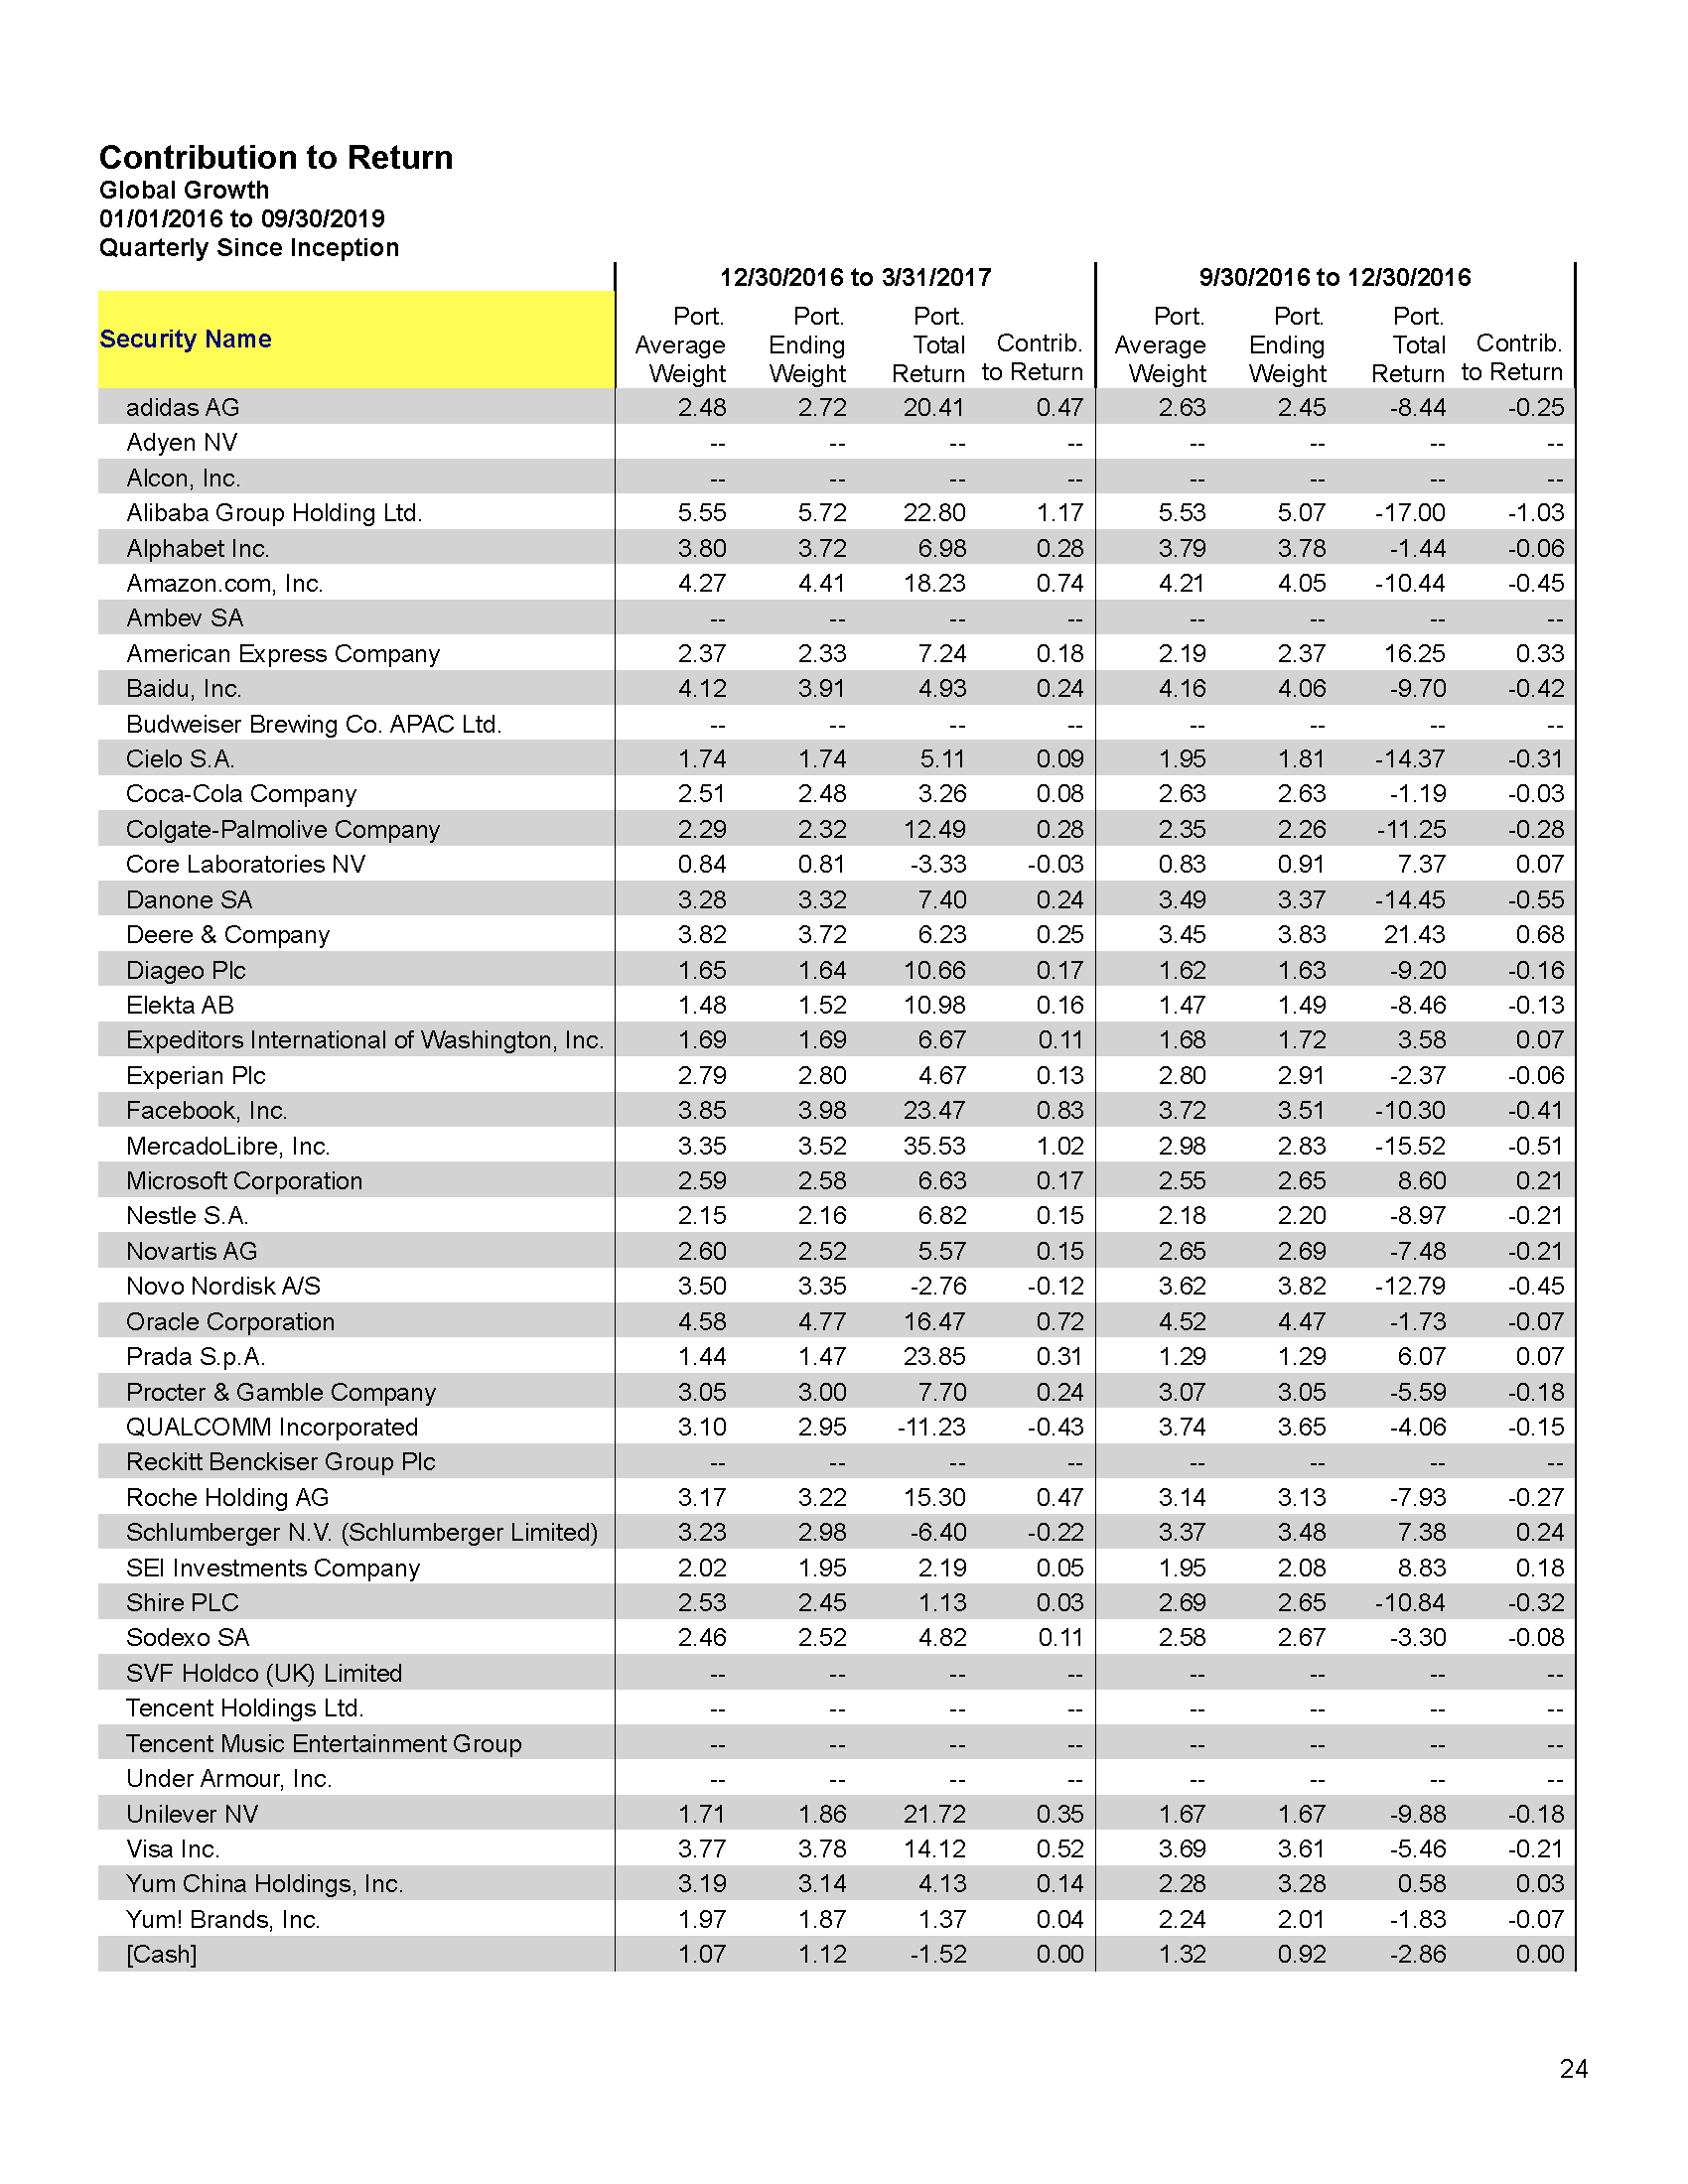 Contribution to Return
Global Growth
01/01/2016 to 09/30/2019
Quarterly Since Inception
12/30/2016 to 3/31/2017 9/30/2016 to 12/30/2016
Security Name Port. Average Weight Port. Ending Weight Port. Total Return Contrib. to Return Port. Average Weight Port. Ending Weight Port. Total Return Contrib. to Return
adidas AG 2.48 2.72 20.41 0.47 2.63 2.45 -8.44 -0.25
Adyen NV -- -- -- -- -- -- -- --
Alcon, Inc. -- -- -- -- -- -- -- --
Alibaba Group Holding Ltd. 5.55 5.72 22.80 1.17 5.53 5.07 -17.00 -1.03
Alphabet Inc. 3.80 3.72 6.98 0.28 3.79 3.78 -1.44 -0.06
Amazon.com, Inc. 4.27 4.41 18.23 0.74 4.21 4.05 -10.44 -0.45
Ambev SA -- -- -- -- -- -- -- --
American Express Company 2.37 2.33 7.24 0.18 2.19 2.37 16.25 0.33
Baidu, Inc. 4.12 3.91 4.93 0.24 4.16 4.06 -9.70 -0.42
Budweiser Brewing Co. APAC Ltd. -- -- -- -- -- -- -- --
Cielo S.A. 1.74 1.74 5.11 0.09 1.95 1.81 -14.37 -0.31
Coca-Cola Company 2.51 2.48 3.26 0.08 2.63 2.63 -1.19 -0.03
Colgate-Palmolive Company 2.29 2.32 12.49 0.28 2.35 2.26 -11.25 -0.28
Core Laboratories NV 0.84 0.81 -3.33 -0.03 0.83 0.91 7.37 0.07
Danone SA 3.28 3.32 7.40 0.24 3.49 3.37 -14.45 -0.55
Deere & Company 3.82 3.72 6.23 0.25 3.45 3.83 21.43 0.68
Diageo Plc 1.65 1.64 10.66 0.17 1.62 1.63 -9.20 -0.16
Elekta AB 1.48 1.52 10.98 0.16 1.47 1.49 -8.46 -0.13
Expeditors International of Washington, Inc. 1.69 1.69 6.67 0.11 1.68 1.72 3.58 0.07
Experian Plc 2.79 2.80 4.67 0.13 2.80 2.91 -2.37 -0.06
Facebook, Inc. 3.85 3.98 23.47 0.83 3.72 3.51 -10.30 -0.41
MercadoLibre, Inc. 3.35 3.52 35.53 1.02 2.98 2.83 -15.52 -0.51
Microsoft Corporation 2.59 2.58 6.63 0.17 2.55 2.65 8.60 0.21
Nestle S.A. 2.15 2.16 6.82 0.15 2.18 2.20 -8.97 -0.21
Novartis AG 2.60 2.52 5.57 0.15 2.65 2.69 -7.48 -0.21
Novo Nordisk A/S 3.50 3.35 -2.76 -0.12 3.62 3.82 -12.79 -0.45
Oracle Corporation 4.58 4.77 16.47 0.72 4.52 4.47 -1.73 -0.07
Prada S.p.A. 1.44 1.47 23.85 0.31 1.29 1.29 6.07 0.07
Procter & Gamble Company 3.05 3.00 7.70 0.24 3.07 3.05 -5.59 -0.18
QUALCOMM Incorporated 3.10 2.95 -11.23 -0.43 3.74 3.65 -4.06 -0.15
Reckitt Benckiser Group Plc -- -- -- -- -- -- -- --
Roche Holding AG 3.17 3.22 15.30 0.47 3.14 3.13 -7.93 -0.27
Schlumberger N.V. (Schlumberger Limited) 3.23 2.98 -6.40 -0.22 3.37 3.48 7.38 0.24
SEI Investments Company 2.02 1.95 2.19 0.05 1.95 2.08 8.83 0.18
Shire PLC 2.53 2.45 1.13 0.03 2.69 2.65 -10.84 -0.32
Sodexo SA 2.46 2.52 4.82 0.11 2.58 2.67 -3.30 -0.08
SVF Holdco (UK) Limited -- -- -- -- -- -- -- --
Tencent Holdings Ltd. -- -- -- -- -- -- -- --
Tencent Music Entertainment Group -- -- -- -- -- -- -- --
Under Armour, Inc. -- -- -- -- -- -- -- --
Unilever NV 1.71 1.86 21.72 0.35 1.67 1.67 -9.88 -0.18
Visa Inc. 3.77 3.78 14.12 0.52 3.69 3.61 -5.46 -0.21
Yum China Holdings, Inc. 3.19 3.14 4.13 0.14 2.28 3.28 0.58 0.03
Yum! Brands, Inc. 1.97 1.87 1.37 0.04 2.24 2.01 -1.83 -0.07
[Cash] 1.07 1.12 -1.52 0.00 1.32 0.92 -2.86 0.00
24